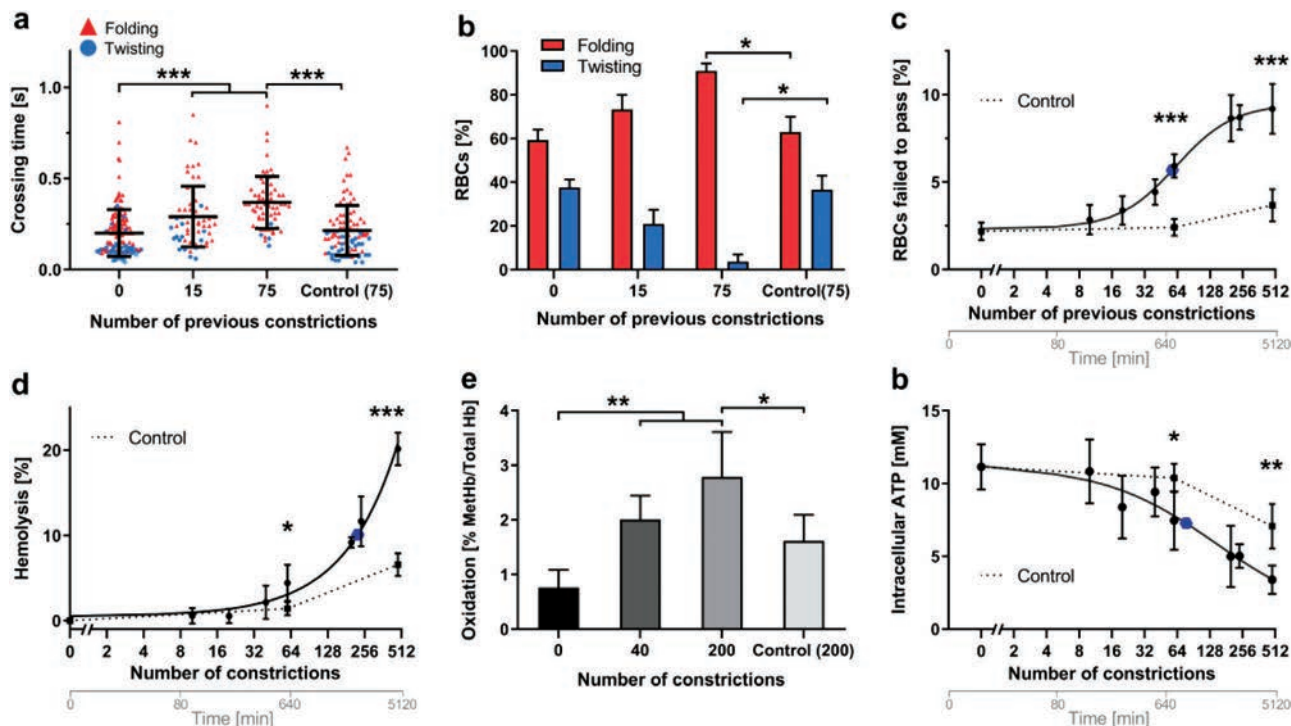 a
Folding
Twisting
Crossing time [s]
1.0
0.5
0.0
***
***
0 15 75 Control (75)
Number of previous constrictions
b
Folding
Twisting
RBCs [%]
100
80
60
40
20
0
*
*
0 15 75 Control(75)
Number of previous constrictions
c
Control
RBCs failed to pass [%]
10
5
0
***
***
0 2 4 8 16 32 64 128 256 512
Number of previous constrictions
0 80 640 5120
Time [min]
d
Control
Hemolysis [%]
20
10
0
*
***
0 2 4 8 16 32 64 128 256 512
Number of constrictions
0 80 640 5120
Time [min]
e
Oxidation [% MetHb/Total Hb]
4
3
2
1
0
**
*
0 40 200 Control (200)
Number of constrictions
b
Intracellular ATP [mM]
15
10
5
0
*
**
Control
0 2 4 8 16 32 64 128 256 512
Number of constrictions
0 80 640 5120
Time [min]